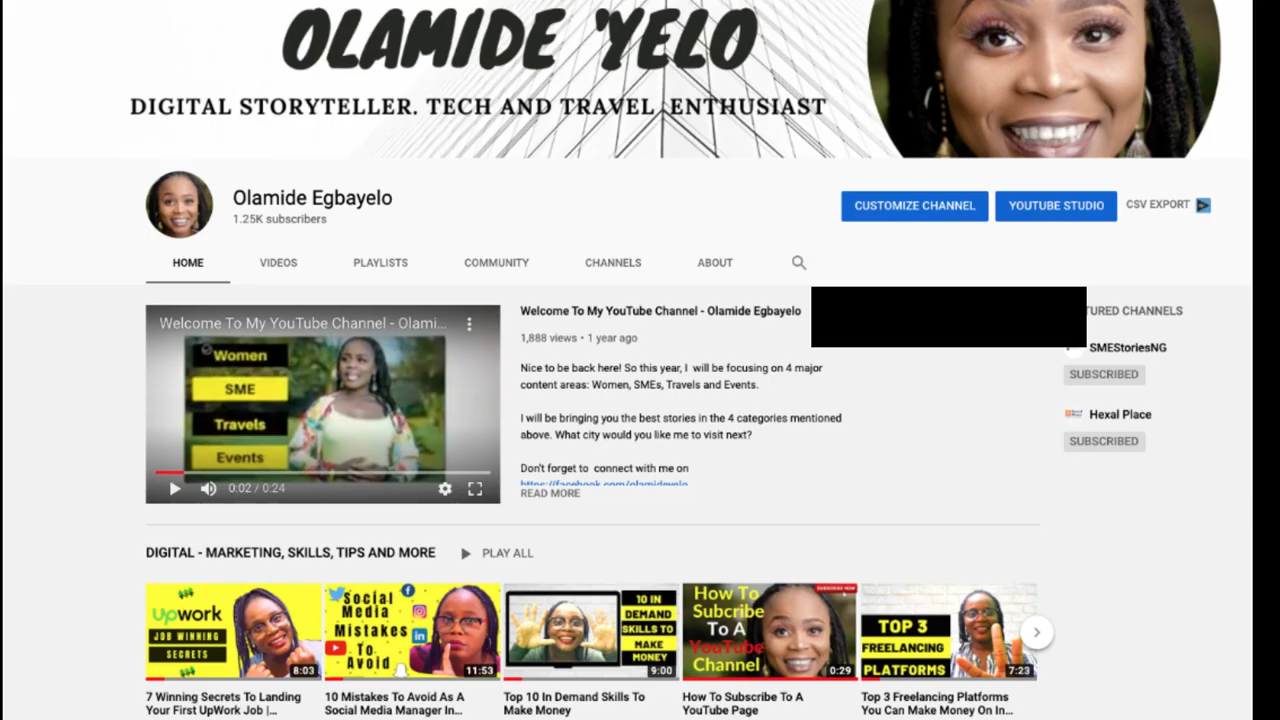 OLAMIDE 'YELO
DIGITAL STORYTELLER. TECH AND TRAVEL ENTHUSIAST
Olamide Egbayelo
1.25K subscribers
CUSTOMIZE CHANNEL
YOUTUBE STUDIO
CSV EXPORT
HOME
VIDEOS
PLAYLISTS
COMMUNITY
CHANNELS
ABOUT
Welcome To My YouTube Channel - Olami...
Women
SME
Travels
Events
0:02 / 0:24
Welcome To My YouTube Channel - Olamide Egbayelo
1,888 views • 1 year ago
Nice to be back here! So this year, I will be focusing on 4 major
content areas: Women, SMEs, Travels and Events.
I will be bringing you the best stories in the 4 categories mentioned
above. What city would you like me to visit next?
Don't forget to connect with me on
https://facebook.com/olamideyelo
READ MORE
TURED CHANNELS
SMEStoriesNG
SUBSCRIBED
Hexal Place
SUBSCRIBED
DIGITAL - MARKETING, SKILLS, TIPS AND MORE
PLAY ALL
upwork
JOB WINNING
SECRETS
8:03
Social
Media
Mistakes
To
Avoid
in
11:53
10 IN
DEMAND
SKILLS TO
MAKE
MONEY
9:00
How To
Subcribe
To A
YouTube
Channel
SUBSCRIBE NOW
0:29
TOP 3
FREELANCING
PLATFORMS
7:23
7 Winning Secrets To Landing
Your First UpWork Job |...
10 Mistakes To Avoid As A
Social Media Manager In...
Top 10 In Demand Skills To
Make Money
How To Subscribe To A
YouTube Page
Top 3 Freelancing Platforms
You Can Make Money On In...